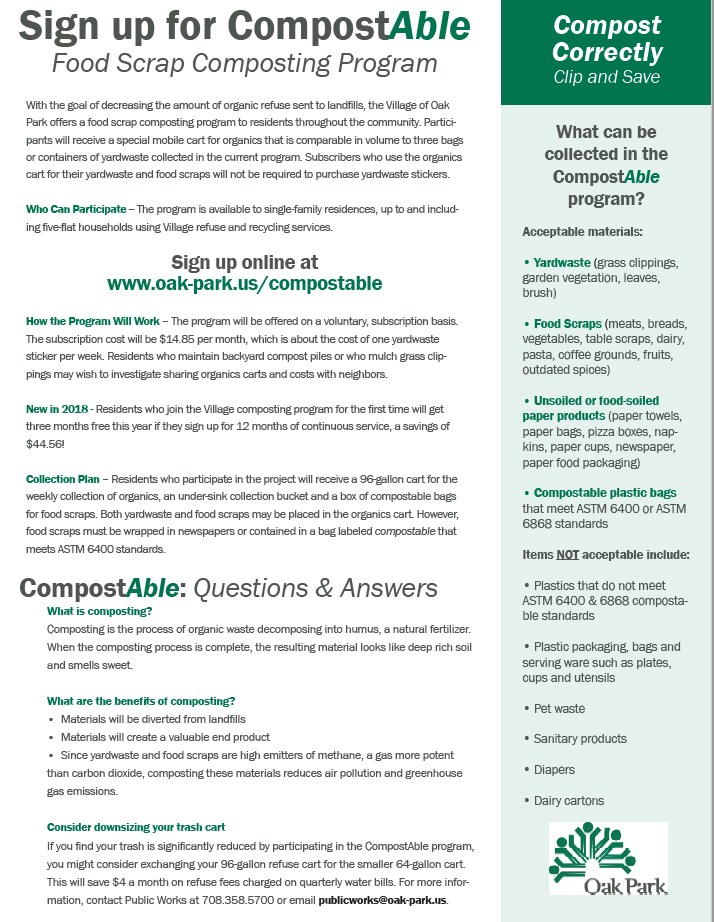 Sign up for CompostAble
Food Scrap Composting Program
With the goal of decreasing the amount of organic refuse sent to landfills, the Village of Oak
Park offers a food scrap composting program to residents throughout the community. Partici-
pants will receive a special mobile cart for organics that is comparable in volume to three bags
or containers of yardwaste collected in the current program. Subscribers who use the organics
cart for their yardwaste and food scraps will not be required to purchase yardwaste stickers.
Who Can Participate – The program is available to single-family residences, up to and includ-
ing five-flat households using Village refuse and recycling services.
Sign up online at
www.oak-park.us/compostable
How the Program Will Work – The program will be offered on a voluntary, subscription basis.
The subscription cost will be $14.85 per month, which is about the cost of one yardwaste
sticker per week. Residents who maintain backyard compost piles or who mulch grass clip-
pings may wish to investigate sharing organics carts and costs with neighbors.
New in 2018 - Residents who join the Village composting program for the first time will get
three months free this year if they sign up for 12 months of continuous service, a savings of
$44.56!
Collection Plan – Residents who participate in the project will receive a 96-gallon cart for the
weekly collection of organics, an under-sink collection bucket and a box of compostable bags
for food scraps. Both yardwaste and food scraps may be placed in the organics cart. However,
food scraps must be wrapped in newspapers or contained in a bag labeled compostable that
meets ASTM 6400 standards.
CompostAble: Questions & Answers
What is composting?
Composting is the process of organic waste decomposing into humus, a natural fertilizer.
When the composting process is complete, the resulting material looks like deep rich soil
and smells sweet.
What are the benefits of composting?
• Materials will be diverted from landfills
• Materials will create a valuable end product
• Since yardwaste and food scraps are high emitters of methane, a gas more potent
than carbon dioxide, composting these materials reduces air pollution and greenhouse
gas emissions.
Consider downsizing your trash cart
If you find your trash is significantly reduced by participating in the CompostAble program,
you might consider exchanging your 96-gallon refuse cart for the smaller 64-gallon cart.
This will save $4 a month on refuse fees charged on quarterly water bills. For more infor-
mation, contact Public Works at 708.358.5700 or email publicworks@oak-park.us.
Compost
Correctly
Clip and Save
What can be
collected in the
CompostAble
program?
Acceptable materials:
• Yardwaste (grass clippings,
garden vegetation, leaves,
brush)
• Food Scraps (meats, breads,
vegetables, table scraps, dairy,
pasta, coffee grounds, fruits,
outdated spices)
• Unsoiled or food-soiled
paper products (paper towels,
paper bags, pizza boxes, nap-
kins, paper cups, newspaper,
paper food packaging)
• Compostable plastic bags
that meet ASTM 6400 or ASTM
6868 standards
Items NOT acceptable include:
• Plastics that do not meet
ASTM 6400 & 6868 composta-
ble standards
• Plastic packaging, bags and
serving ware such as plates,
cups and utensils
• Pet waste
• Sanitary products
• Diapers
• Dairy cartons
Oak Park